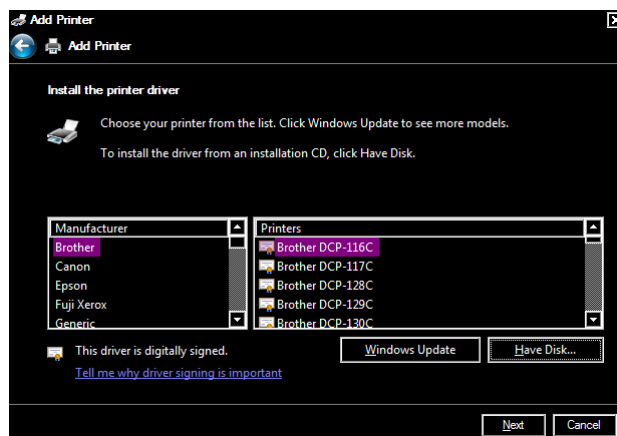 Add Printer
Add Printer
Install the printer driver
Choose your printer from the list. Click Windows Update to see more models.
To install the driver from an installation CD, click Have Disk.
Manufacturer
Brother
Canon
Epson
Fuji Xerox
Generic
Printers
Brother DCP-116C
Brother DCP-117C
Brother DCP-128C
Brother DCP-129C
Brother DCP-130C
This driver is digitally signed.
Windows Update
Have Disk...
Tell me why driver signing is important
Next
Cancel